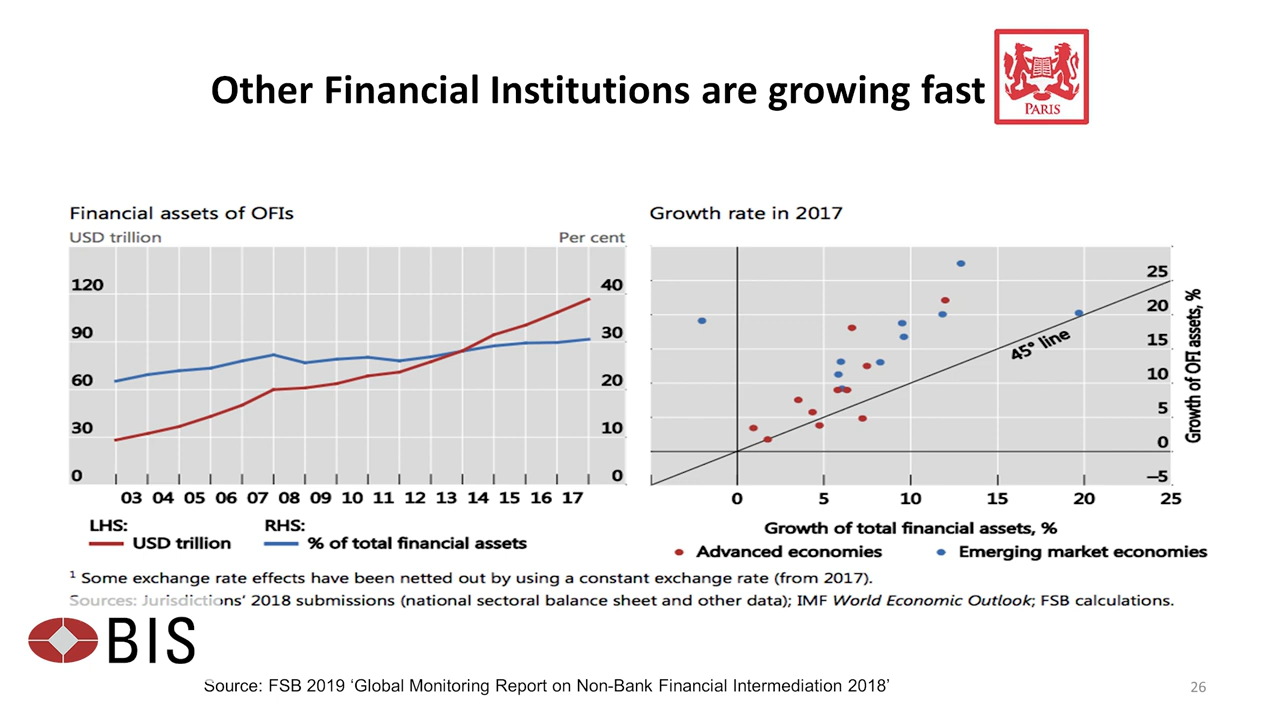 Other Financial Institutions are growing fast
PARIS
Financial assets of OFIs
USD trillion
Per cent
120
90
60
30
0
40
30
20
10
0
03 04 05 06 07 08 09 10 11 12 13 14 15 16 17
LHS:
USD trillion
RHS:
% of total financial assets
Growth rate in 2017
25
20
15
10
5
0
–5
45° line
Growth of OFI assets, %
0 5 10 15 20 25
Growth of total financial assets, %
Advanced economies
Emerging market economies
¹ Some exchange rate effects have been netted out by using a constant exchange rate (from 2017).
Sources: Jurisdictions’ 2018 submissions (national sectoral balance sheet and other data); IMF World Economic Outlook; FSB calculations.
BIS
Source: FSB 2019 ‘Global Monitoring Report on Non-Bank Financial Intermediation 2018’
26